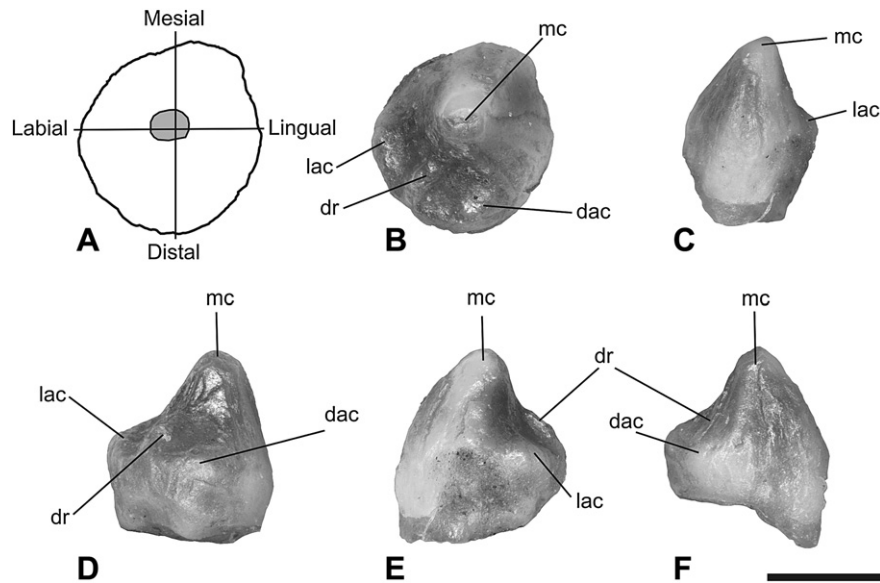 Mesial
Labial
Lingual
Distal
A
mc
lac
dr
dac
B
mc
lac
C
mc
lac
dac
dr
D
mc
dr
lac
E
mc
dac
F